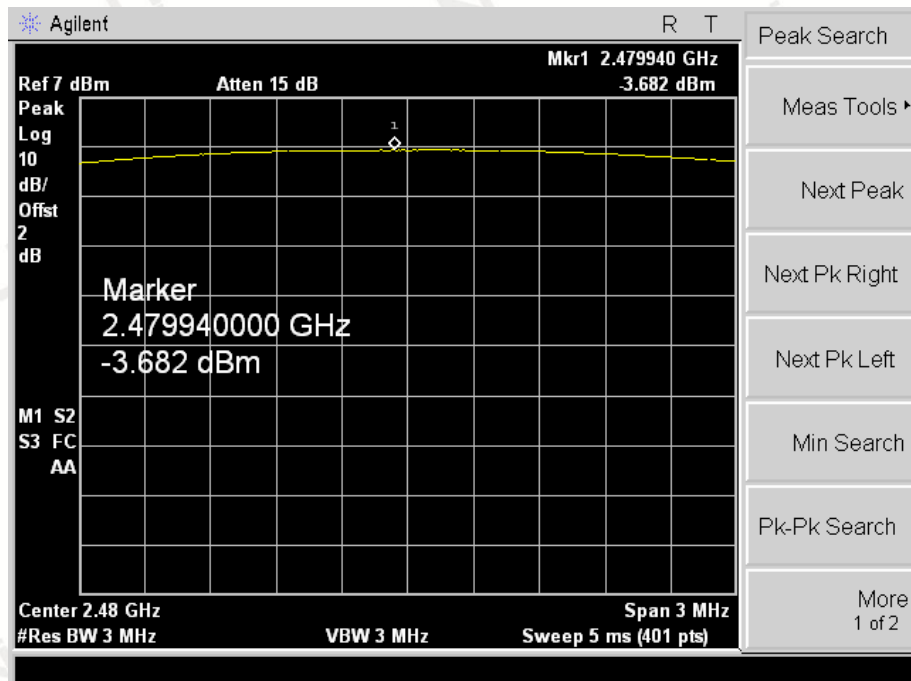 Agilent R T
Mkr1 2.479940 GHz
Ref 7 dBm Atten 15 dB -3.682 dBm
Peak
Log
10
dB/
Offst
2
dB
1
Marker
2.479940000 GHz
-3.682 dBm
M1 S2
S3 FC
AA
Center 2.48 GHz Span 3 MHz
#Res BW 3 MHz VBW 3 MHz Sweep 5 ms (401 pts)
Peak Search
Meas Tools
Next Peak
Next Pk Right
Next Pk Left
Min Search
Pk-Pk Search
More
1 of 2